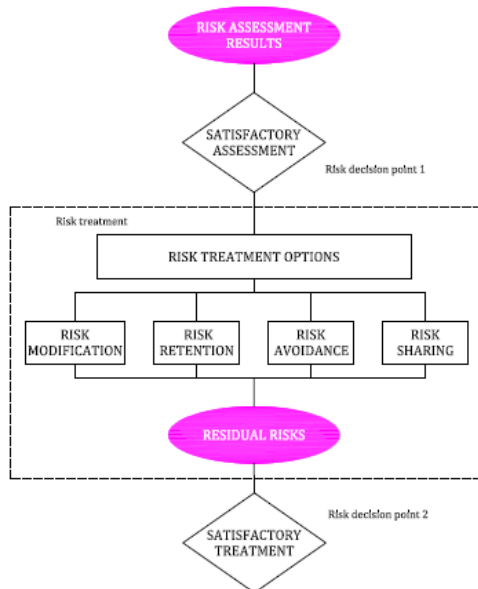 RISK ASSESSMENT
RESULTS
SATISFACTORY
ASSESSMENT
Risk decision point 1
Risk treatment
RISK TREATMENT OPTIONS
RISK
MODIFICATION
RISK
RETENTION
RISK
AVOIDANCE
RISK
SHARING
RESIDUAL RISKS
Risk decision point 2
SATISFACTORY
TREATMENT